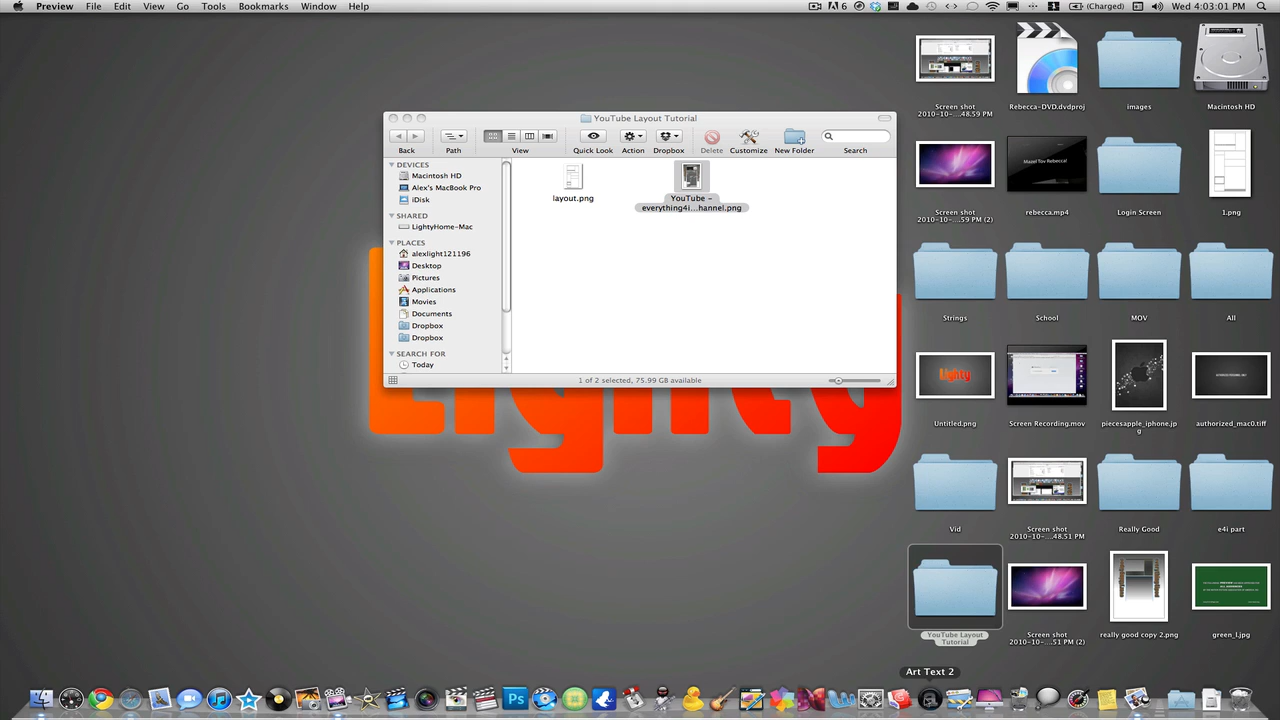 Preview File Edit View Go Tools Bookmarks Window Help
6 (Charged) Wed 4:03:01 PM
YouTube Layout Tutorial
Back Path View Quick Look Action Dropbox Delete Customize New Folder Search
DEVICES
Macintosh HD
Alex's MacBook Pro
iDisk
SHARED
LightyHome-Mac
PLACES
alexlight121196
Desktop
Pictures
Applications
Movies
Documents
Dropbox
Dropbox
SEARCH FOR
Today
layout.png
YouTube -
everything4i...hannel.png
1 of 2 selected, 75.99 GB available
Lighty
Screen shot
2010-10-...48.59 PM
Rebecca-DVD.dvdproj
images
Macintosh HD
Screen shot
2010-10-...59 PM (2)
Mazel Tov Rebecca!
rebecca.mp4
Login Screen
1.png
Strings
School
MOV
All
Lighty
Untitled.png
Screen Recording.mov
piecesapple_iphone.jp
g
authorized_mac0.tiff
Vid
Screen shot
2010-10-...48.51 PM
Really Good
e4i part
YouTube Layout
Tutorial
Screen shot
2010-10-...51 PM (2)
really good copy 2.png
green_l.jpg
Art Text 2
Ps